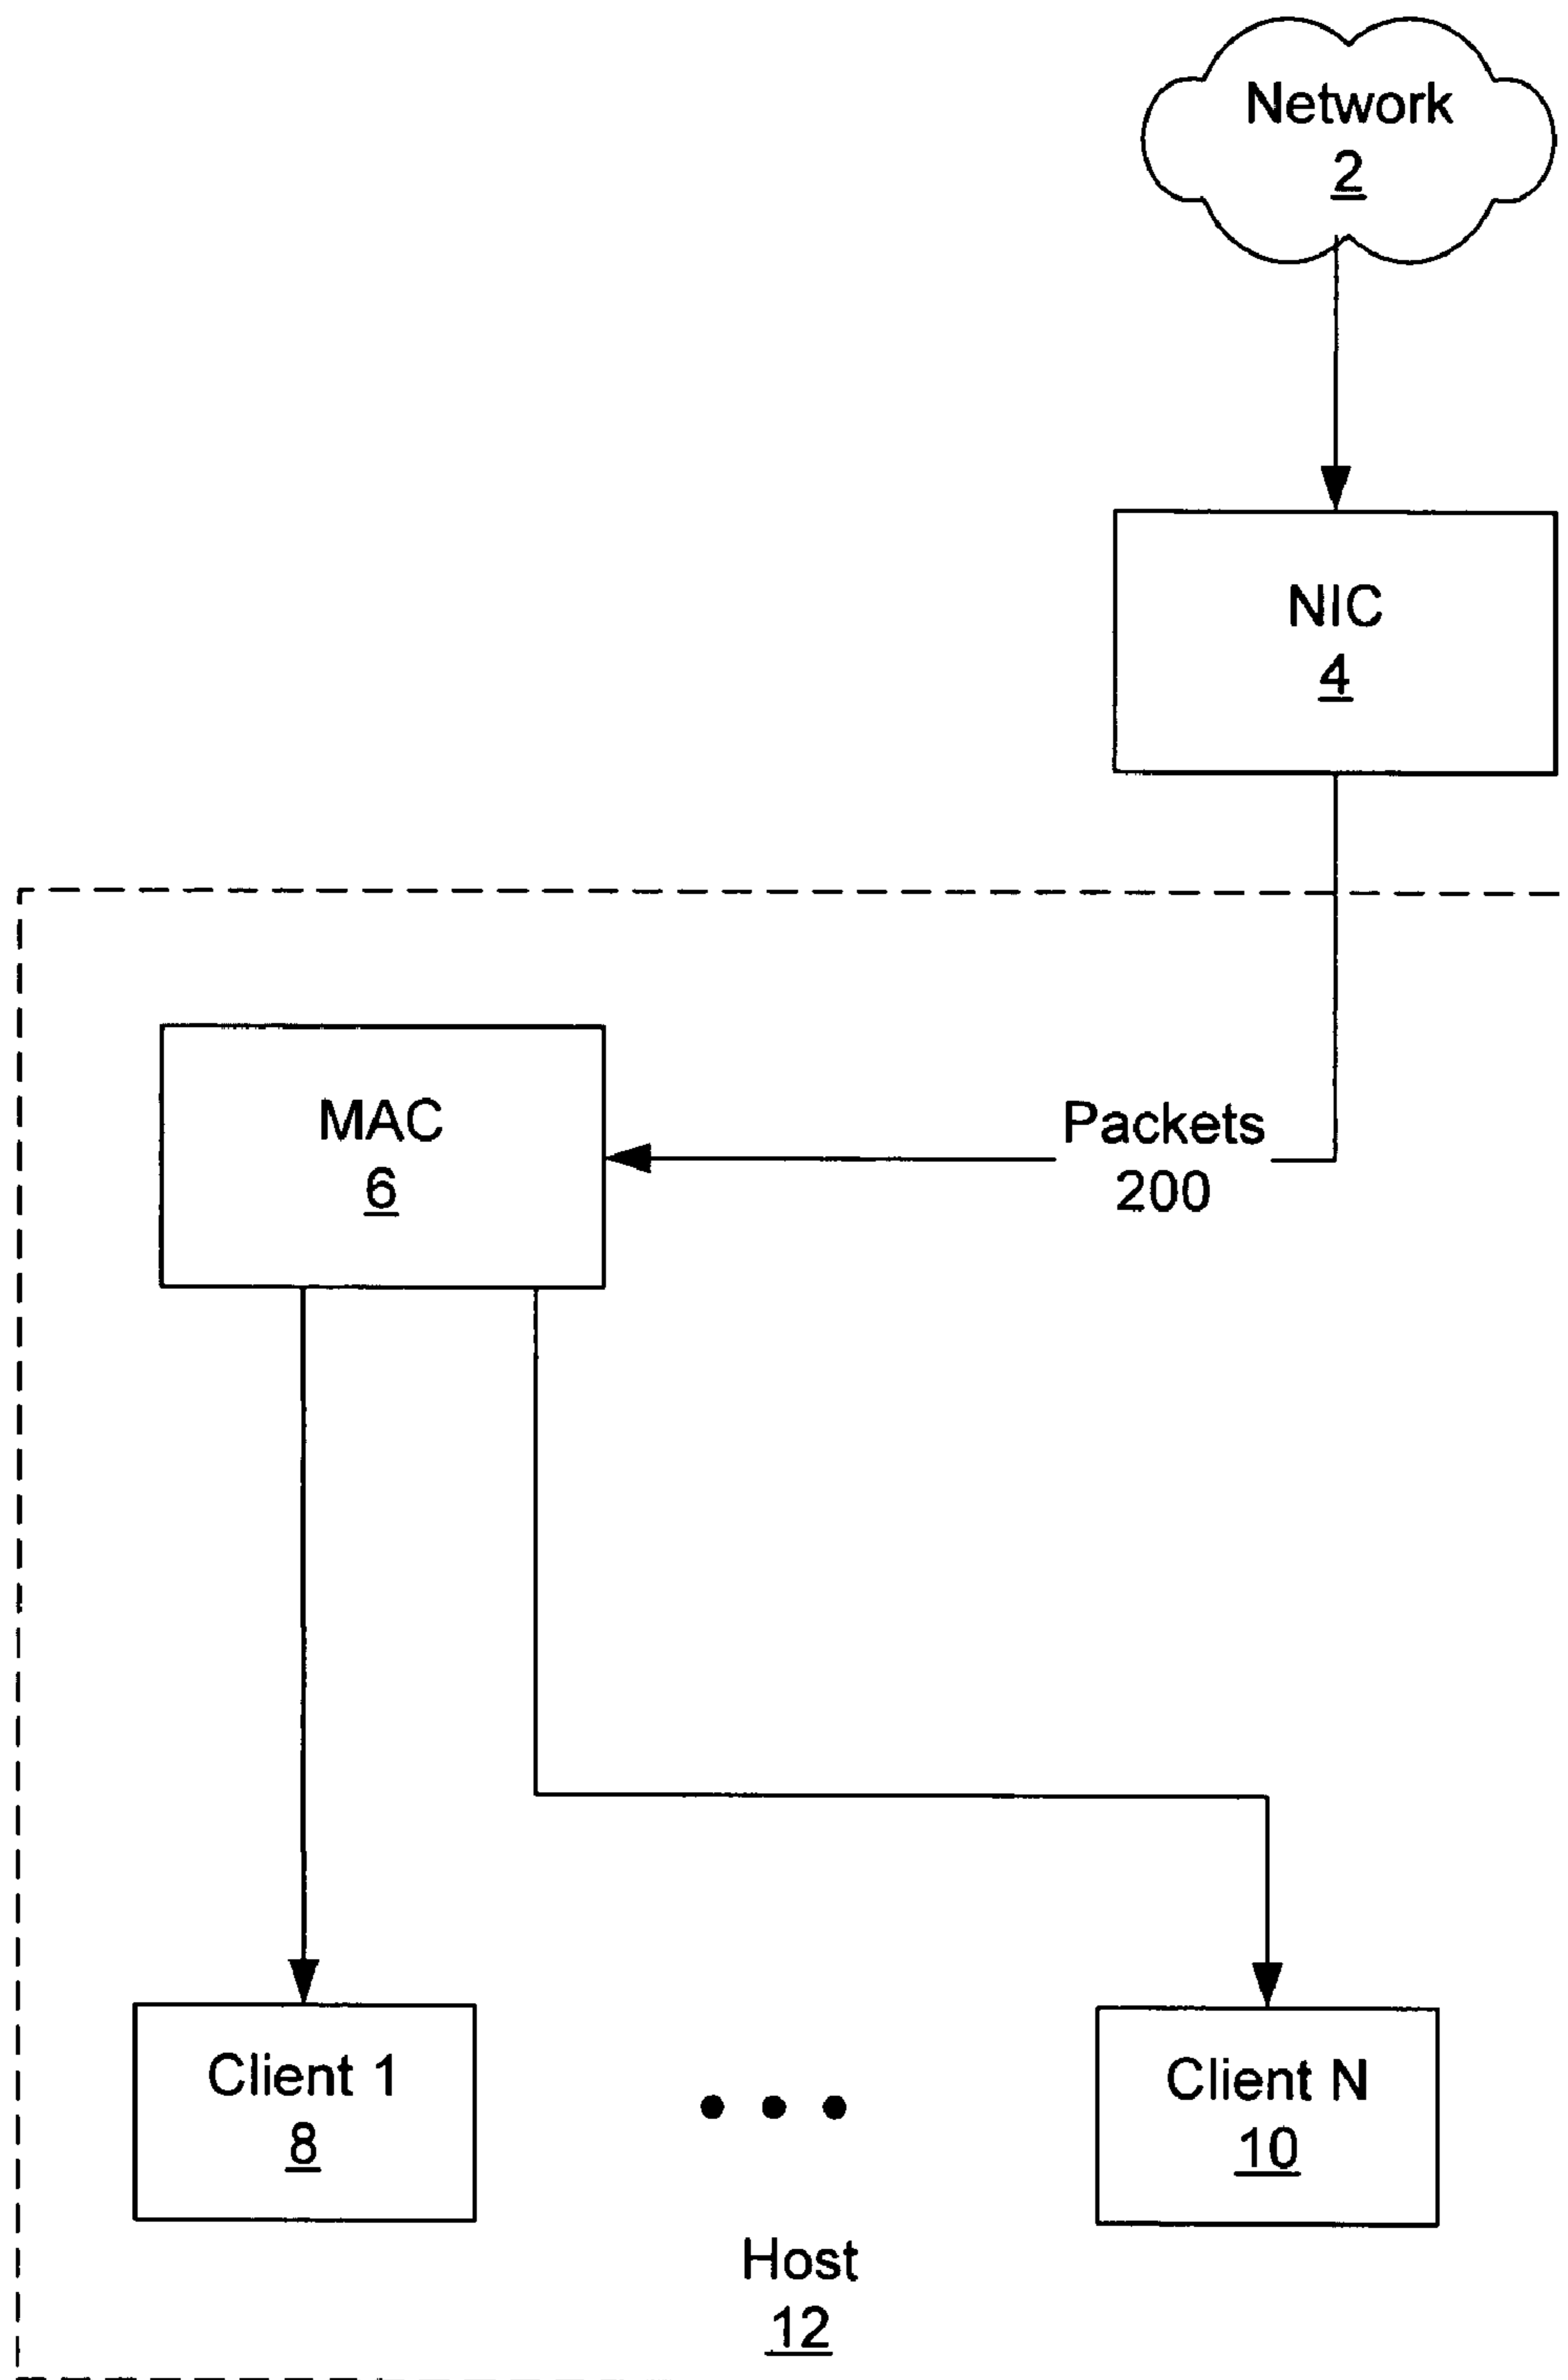 Network
2
NIC
4
MAC
6
Packets
200
Client 1
8
Client N
10
Host
12